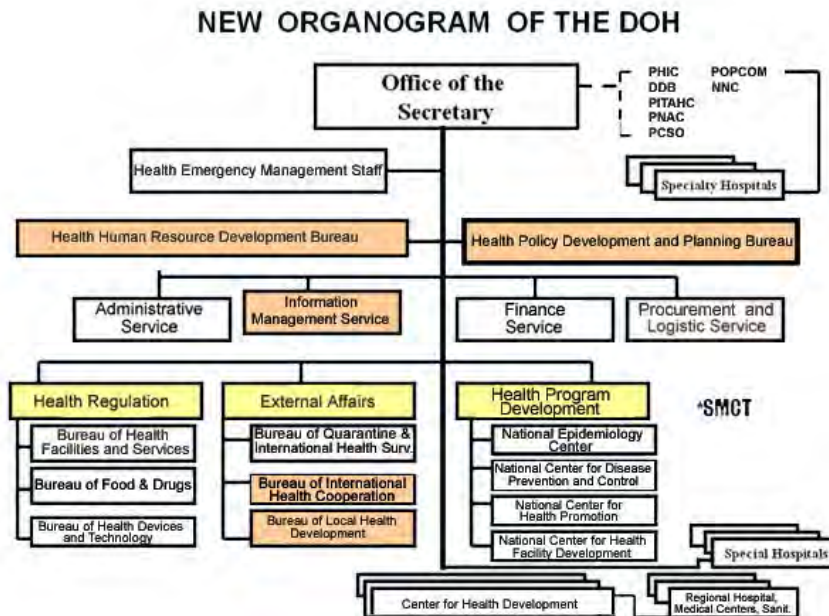 NEW ORGANOGRAM OF THE DOH
Office of the
Secretary
PHIC POPCOM
DDB NNC
PITAHC
PNAC
PCSO
Health Emergency Management Staff
Specialty Hospitals
Health Human Resource Development Bureau
Health Policy Development and Planning Bureau
Administrative
Service
Information
Management Service
Finance
Service
Procurement and
Logistic Service
Health Regulation
External Affairs
Health Program
Development
*SMCT
Bureau of Health
Facilities and Services
Bureau of Food & Drugs
Bureau of Health Devices
and Technology
Bureau of Quarantine &
International Health Surv.
Bureau of International
Health Cooperation
Bureau of Local Health
Development
National Epidemiology
Center
National Center for Disease
Prevention and Control
National Center for
Health Promotion
National Center for Health
Facility Development
Special Hospitals
Center for Health Development
Regional Hospital,
Medical Centers, Sanit.